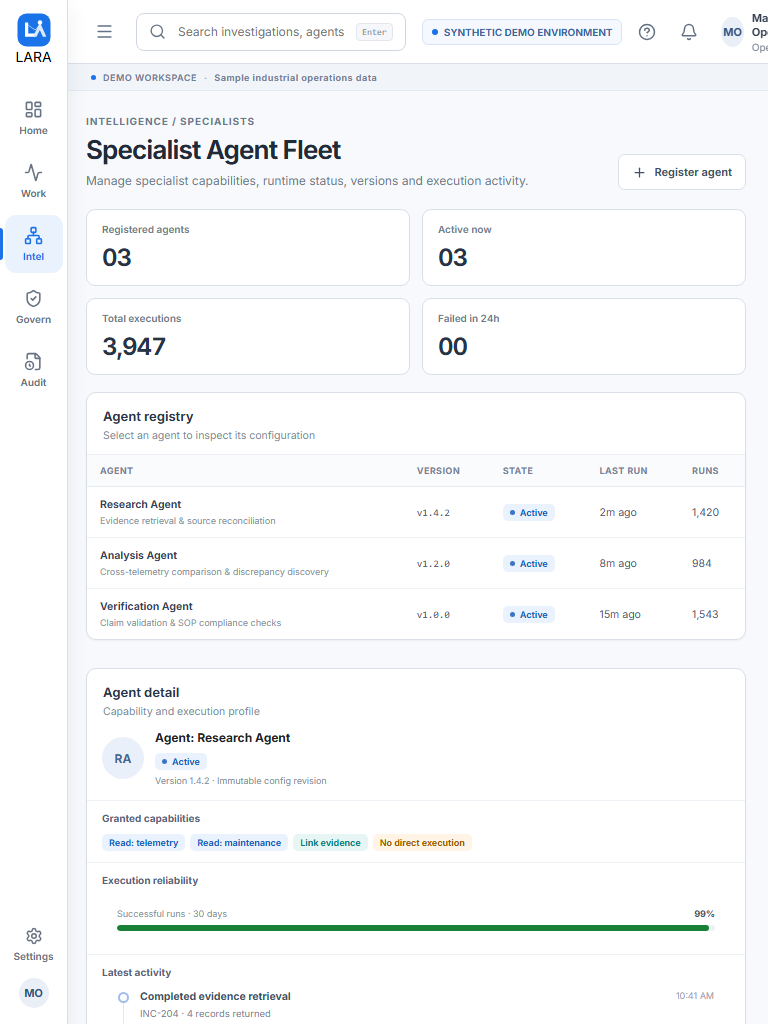 LARA
Search investigations, agents
Enter
SYNTHETIC DEMO ENVIRONMENT
MO
DEMO WORKSPACE · Sample industrial operations data
Home
Work
Intel
Govern
Audit
Settings
MO
INTELLIGENCE / SPECIALISTS
Specialist Agent Fleet
Manage specialist capabilities, runtime status, versions and execution activity.
+ Register agent
Registered agents
03
Active now
03
Total executions
3,947
Failed in 24h
00
Agent registry
Select an agent to inspect its configuration
AGENT VERSION STATE LAST RUN RUNS
Research Agent
Evidence retrieval & source reconciliation
v1.4.2 Active 2m ago 1,420
Analysis Agent
Cross-telemetry comparison & discrepancy discovery
v1.2.0 Active 8m ago 984
Verification Agent
Claim validation & SOP compliance checks
v1.0.0 Active 15m ago 1,543
Agent detail
Capability and execution profile
RA
Agent: Research Agent
Active
Version 1.4.2 · Immutable config revision
Granted capabilities
Read: telemetry Read: maintenance Link evidence No direct execution
Execution reliability
Successful runs · 30 days 99%
Latest activity
Completed evidence retrieval 10:41 AM
INC-204 · 4 records returned